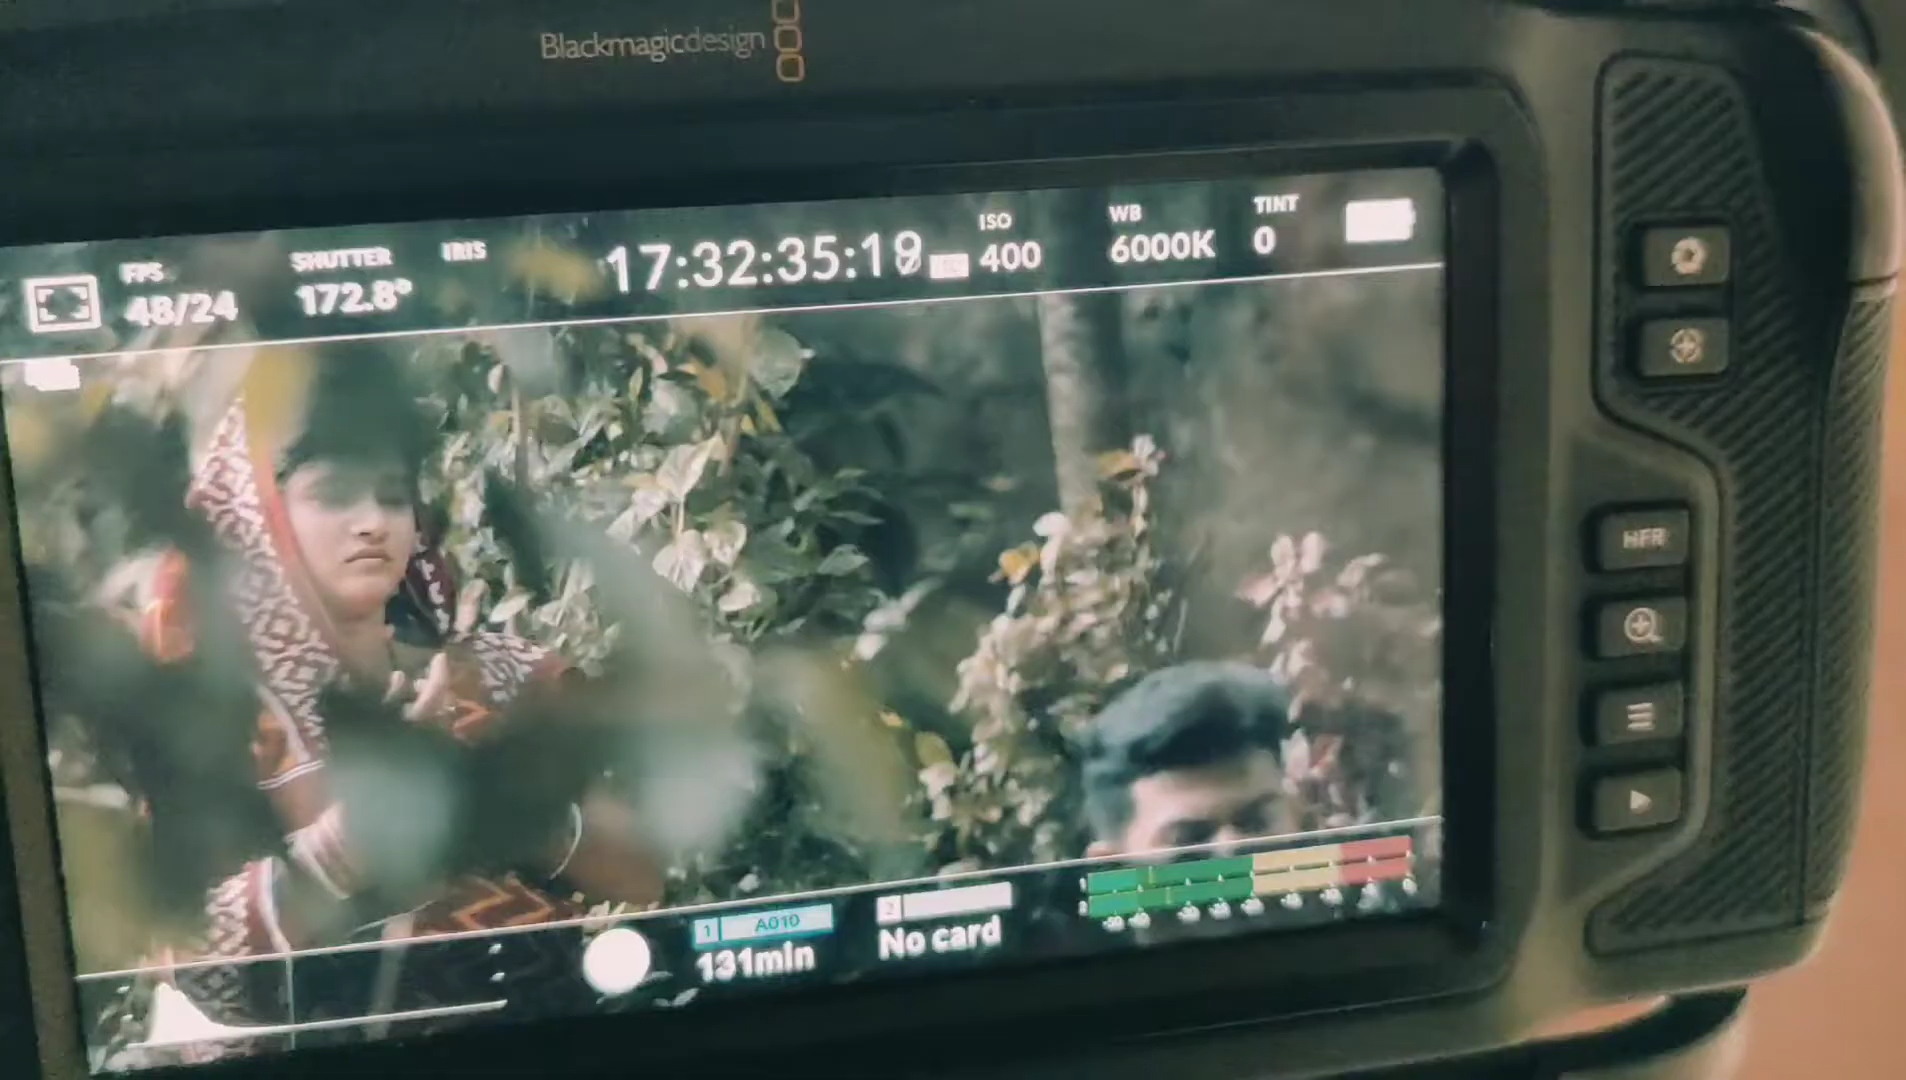 Blackmagicdesign
FPS
48/24
SHUTTER
172.8°
IRIS
17:32:35:19
ISO
400
WB
6000K
TINT
0
HFR
1 A010
131min
2
No card